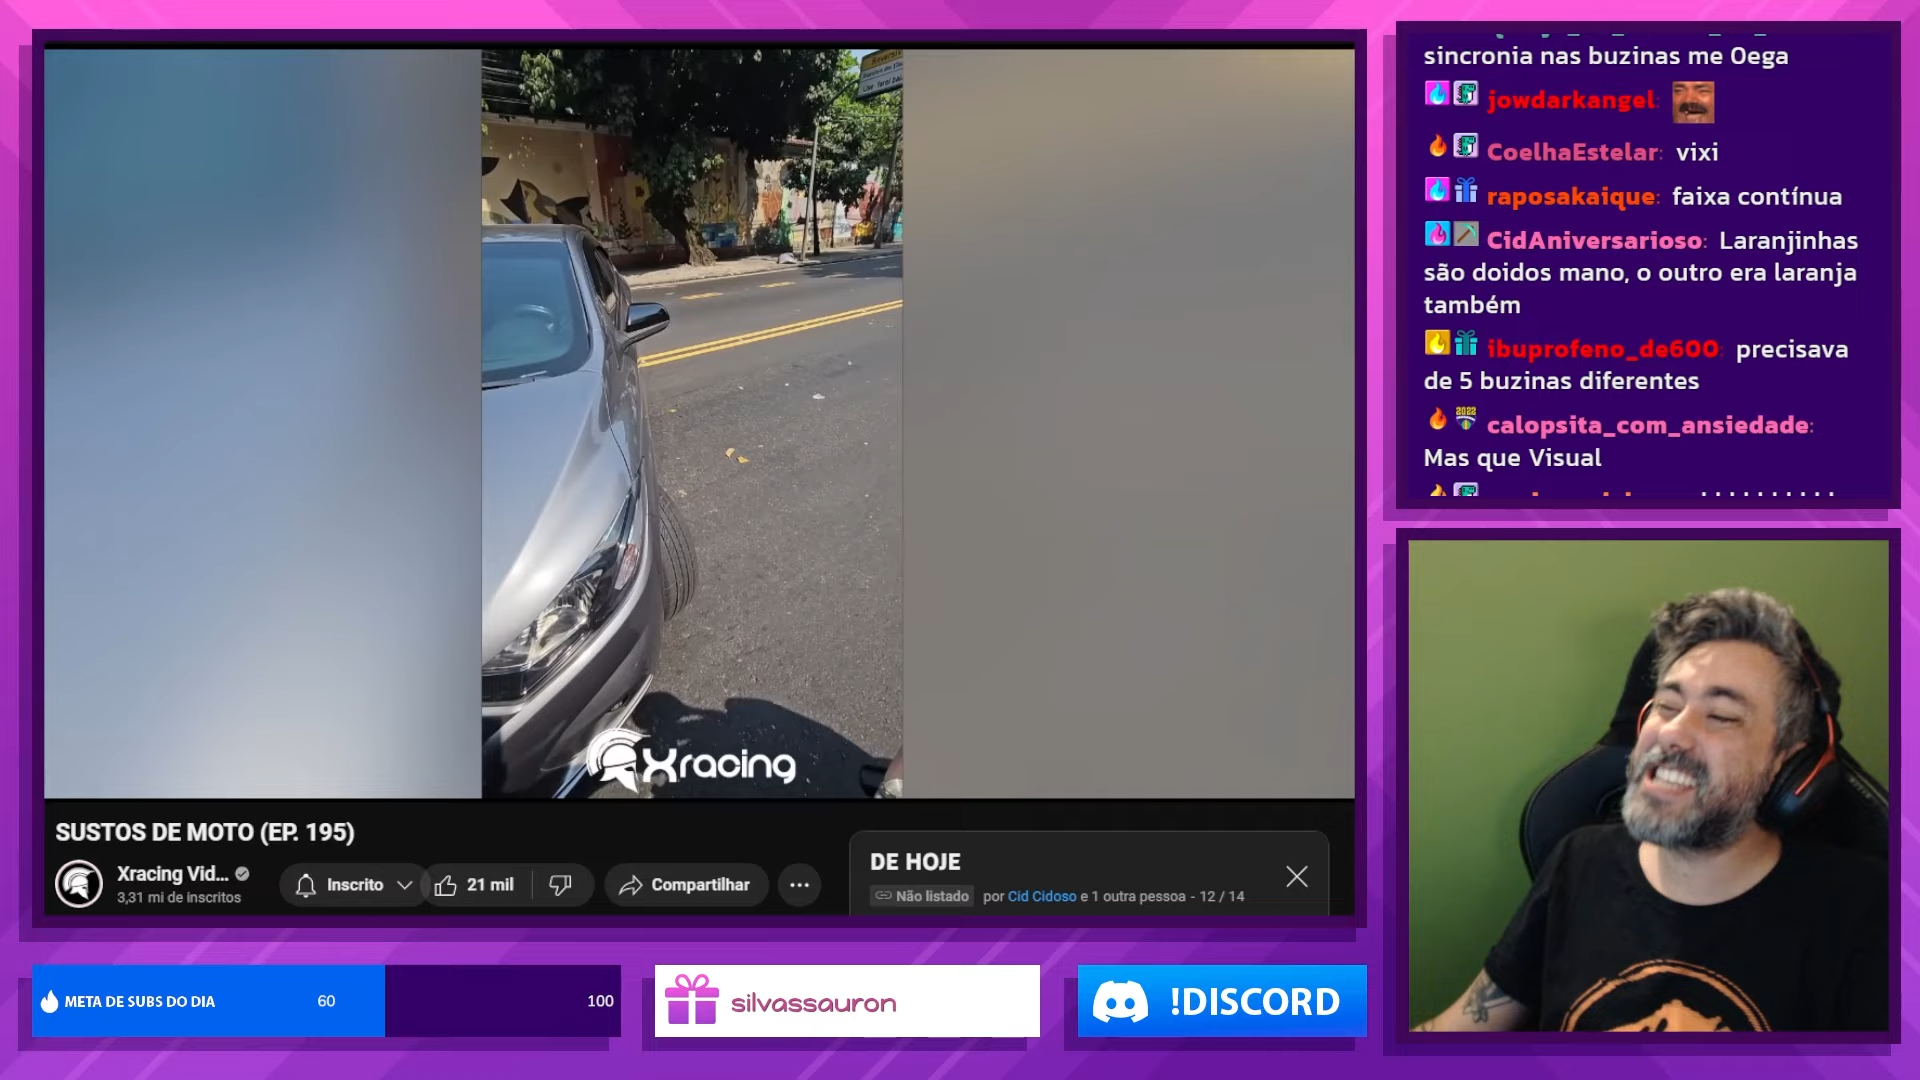 sincronia nas buzinas me Oega
jowdarkangel:
CoelhaEstelar: vixi
raposakaique: faixa contínua
CidAniversarioso: Laranjinhas
são doidos mano, o outro era laranja
também
ibuprofeno_de600: precisava
de 5 buzinas diferentes
2022
calopsita_com_ansiedade:
Mas que Visual
Xracing
SUSTOS DE MOTO (EP. 195)
Xracing Vid...
3,31 mi de inscritos
Inscrito
21 mil
Compartilhar
DE HOJE
Não listado por Cid Cidoso e 1 outra pessoa - 12 / 14
META DE SUBS DO DIA 60 100
silvassauron
!DISCORD